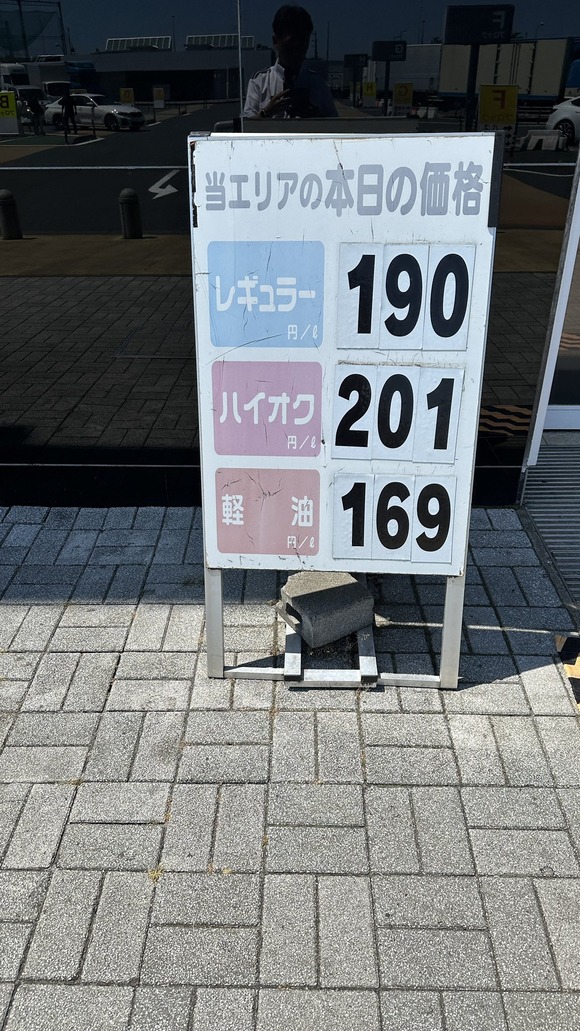 当エリアの本日の価格
レギュラー
円/ℓ
190
ハイオク
円/ℓ
201
軽油
円/ℓ
169
F
G
H
G
F
B